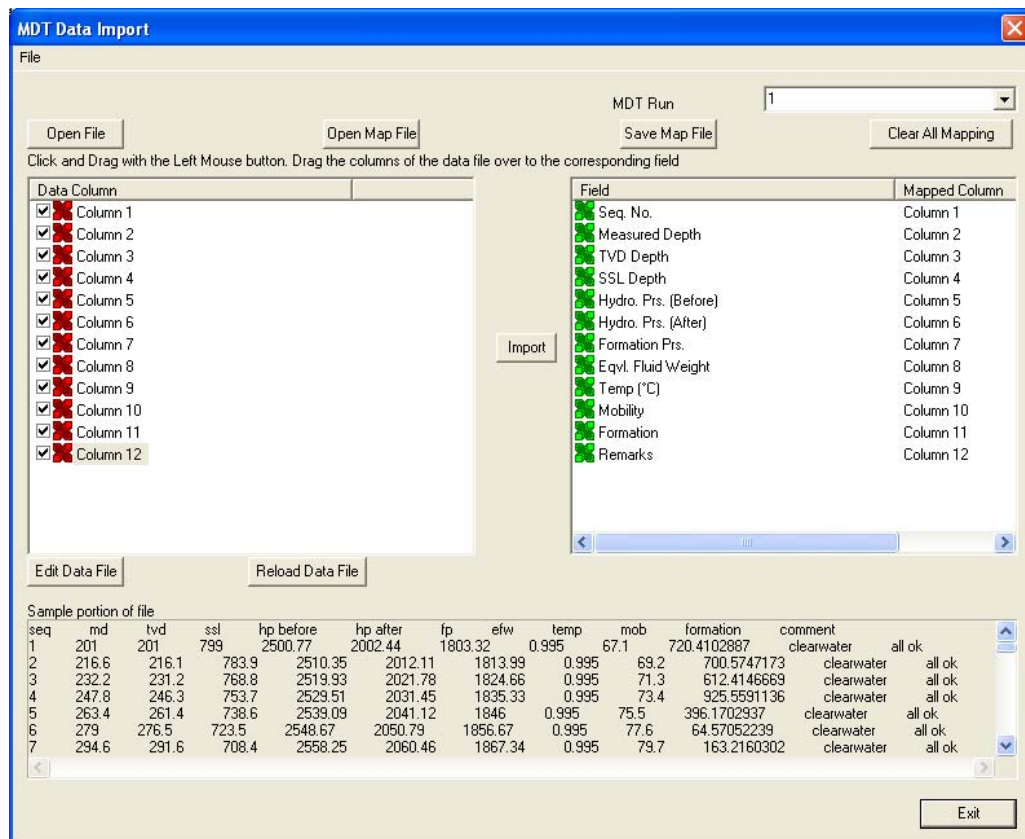 MDT Data Import
File
MDT Run 1
Open File Open Map File Save Map File Clear All Mapping
Click and Drag with the Left Mouse button. Drag the columns of the data file over to the corresponding field
Data Column Field Mapped Column
Column 1 Seq. No. Column 1
Column 2 Measured Depth Column 2
Column 3 TVD Depth Column 3
Column 4 SSL Depth Column 4
Column 5 Hydro. Prs. (Before) Column 5
Column 6 Hydro. Prs. (After) Column 6
Column 7 Formation Prs. Column 7
Column 8 Eqvl. Fluid Weight Column 8
Column 9 Temp (°C) Column 9
Column 10 Mobility Column 10
Column 11 Formation Column 11
Column 12 Remarks Column 12
Import
Edit Data File Reload Data File
Sample portion of file
seq md tvd ssl hp before hp after fp efw temp mob formation comment
1 201 201 799 2500.77 2002.44 1803.32 0.995 67.1 720.4102887 clearwater all ok
2 216.6 216.1 783.9 2510.35 2012.11 1813.99 0.995 69.2 700.5747173 clearwater all ok
3 232.2 231.2 768.8 2519.93 2021.78 1824.66 0.995 71.3 612.4146669 clearwater all ok
4 247.8 246.3 753.7 2529.51 2031.45 1835.33 0.995 73.4 925.5591136 clearwater all ok
5 263.4 261.4 738.6 2539.09 2041.12 1846 0.995 75.5 396.1702937 clearwater all ok
6 279 276.5 723.5 2548.67 2050.79 1856.67 0.995 77.6 64.57052239 clearwater all ok
7 294.6 291.6 708.4 2558.25 2060.46 1867.34 0.995 79.7 163.2160302 clearwater all ok
Exit